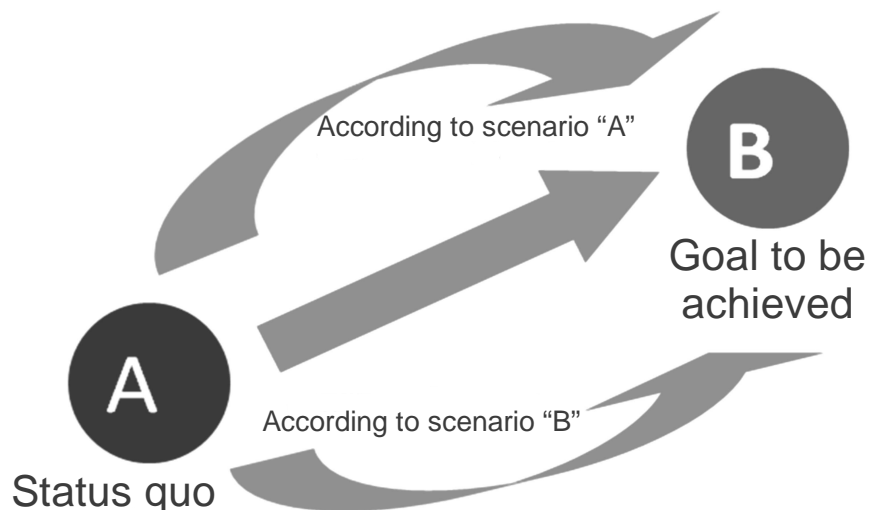 According to scenario “A”
B
Goal to be
achieved
A
According to scenario “B”
Status quo